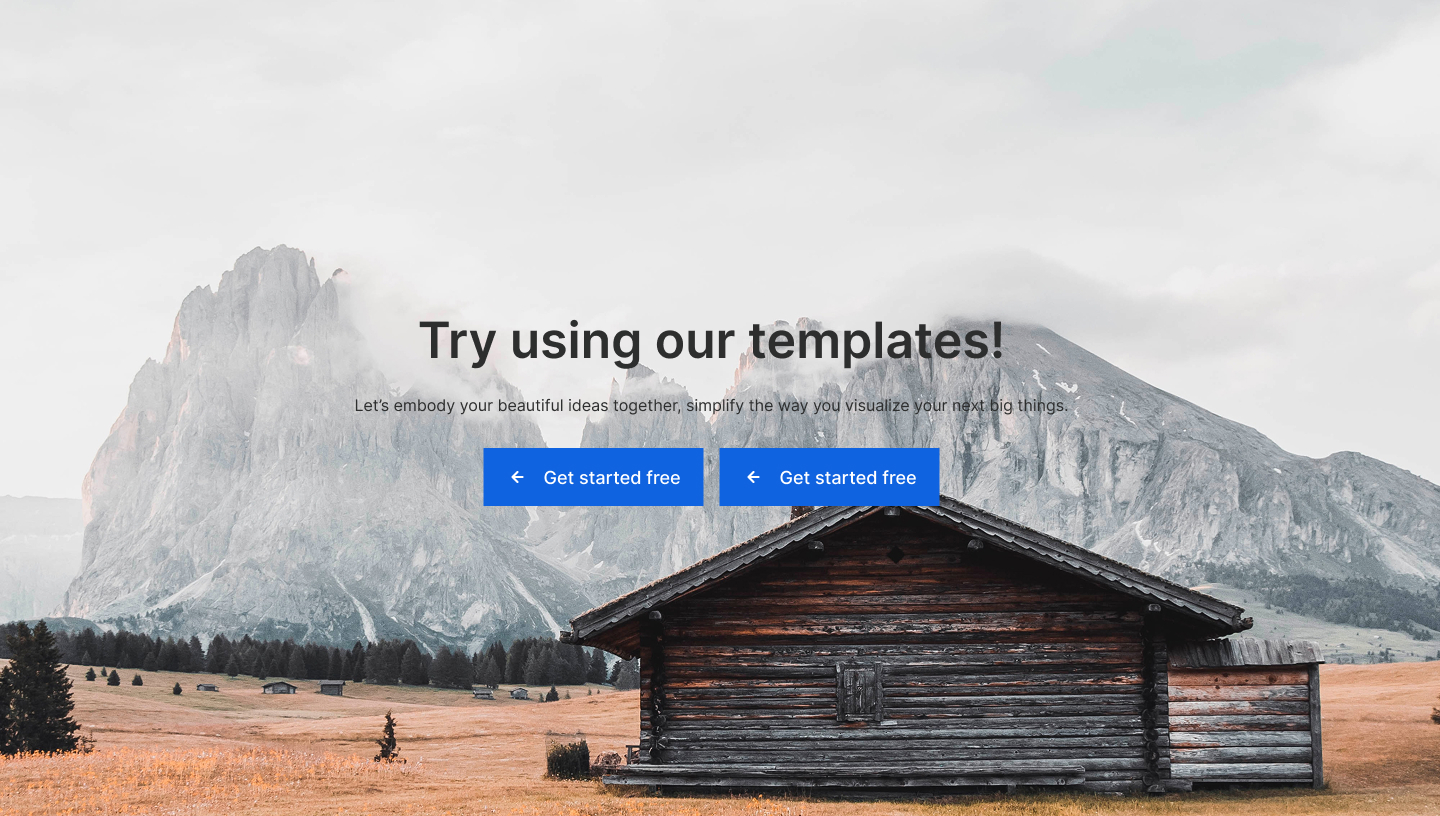 Try using our templates!
Let’s embody your beautiful ideas together, simplify the way you visualize your next big things.
Get started free
Get started free